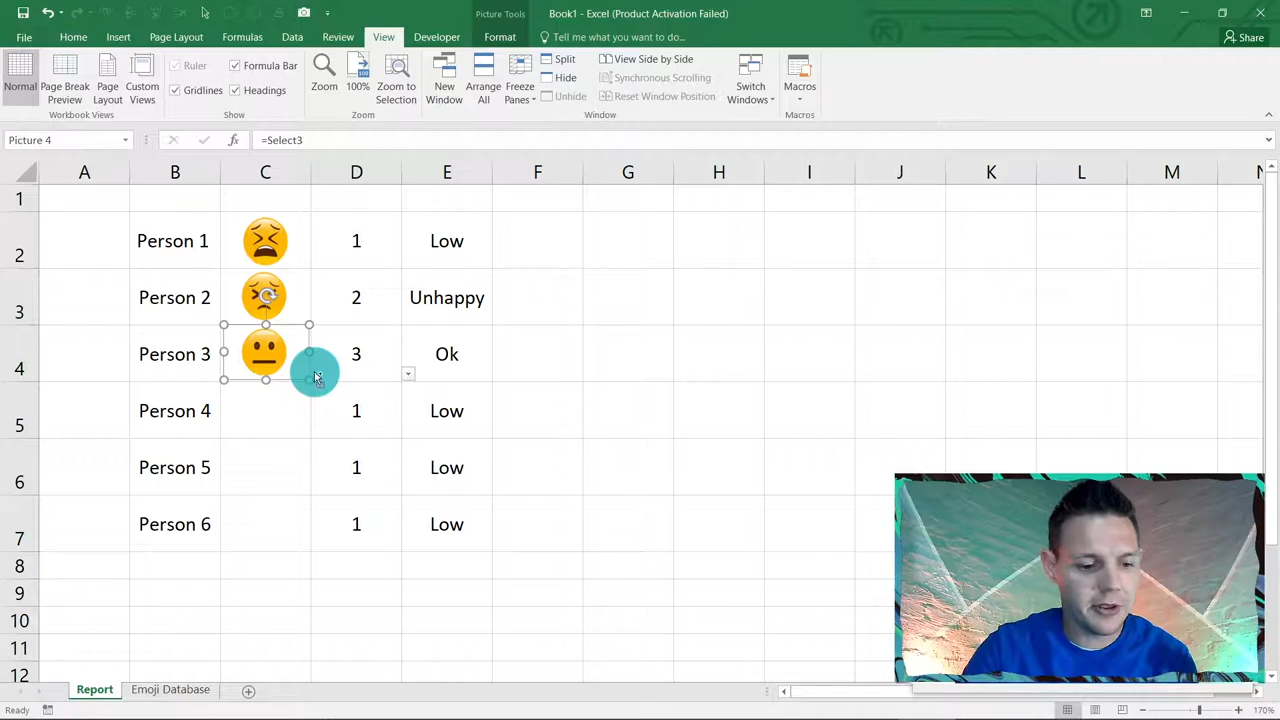 Picture Tools
Book1 - Excel (Product Activation Failed)
File Home Insert Page Layout Formulas Data Review View Developer Format Tell me what you want to do... Share
Normal Page Break Preview Page Layout Custom Views
Ruler Formula Bar
Gridlines Headings
Zoom 100% Zoom to Selection
New Window Arrange All Freeze Panes
Split View Side by Side
Hide Synchronous Scrolling
Unhide Reset Window Position
Switch Windows Macros
Workbook Views Show Zoom Window Macros
Picture 4 fx =Select3
A B C D E F G H I J K L M N
1
2 Person 1 1 Low
3 Person 2 2 Unhappy
4 Person 3 3 Ok
5 Person 4 1 Low
6 Person 5 1 Low
7 Person 6 1 Low
8
9
10
11
12
Report Emoji Database
Ready 170%